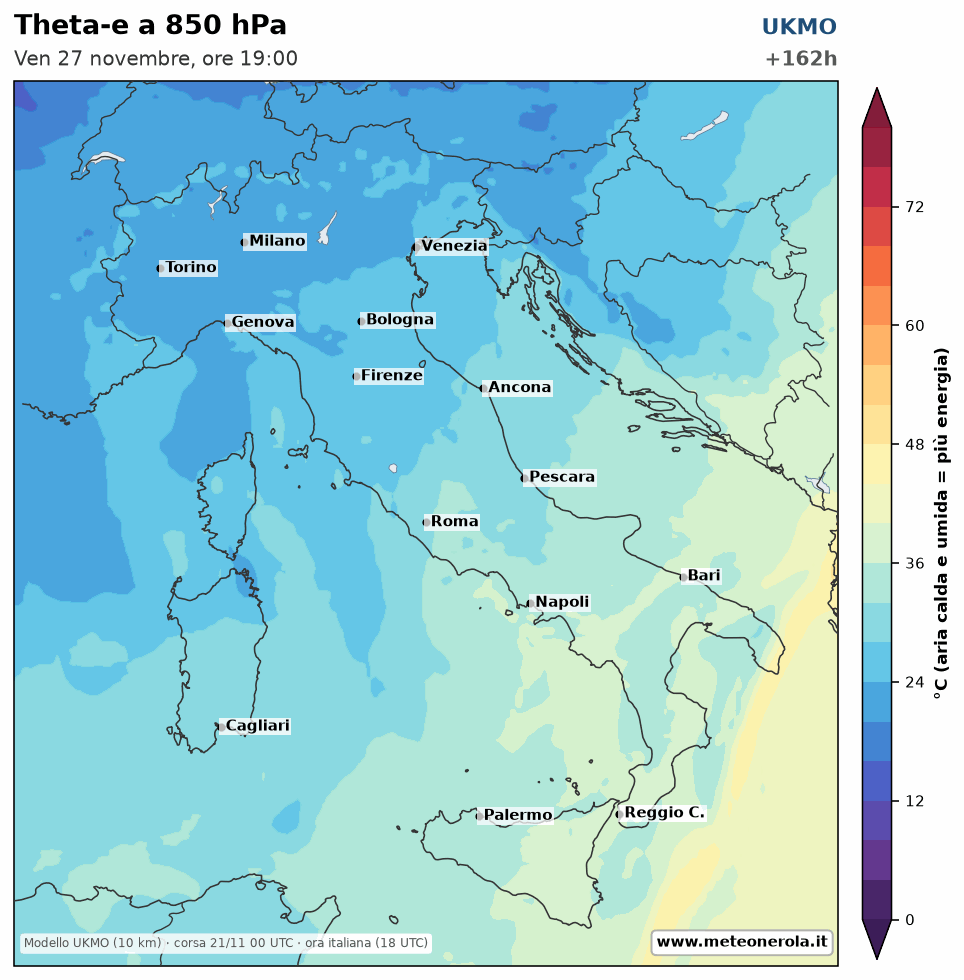 Theta-e a 850 hPa
UKMO
Ven 27 novembre, ore 19:00
+162h
Milano
Venezia
Torino
Genova
Bologna
Firenze
Ancona
Pescara
Roma
Bari
Napoli
Cagliari
Palermo
Reggio C.
72
60
48
36
24
12
0
°C (aria calda e umida = più energia)
Modello UKMO (10 km) · corsa 21/11 00 UTC · ora italiana (18 UTC)
www.meteonerola.it